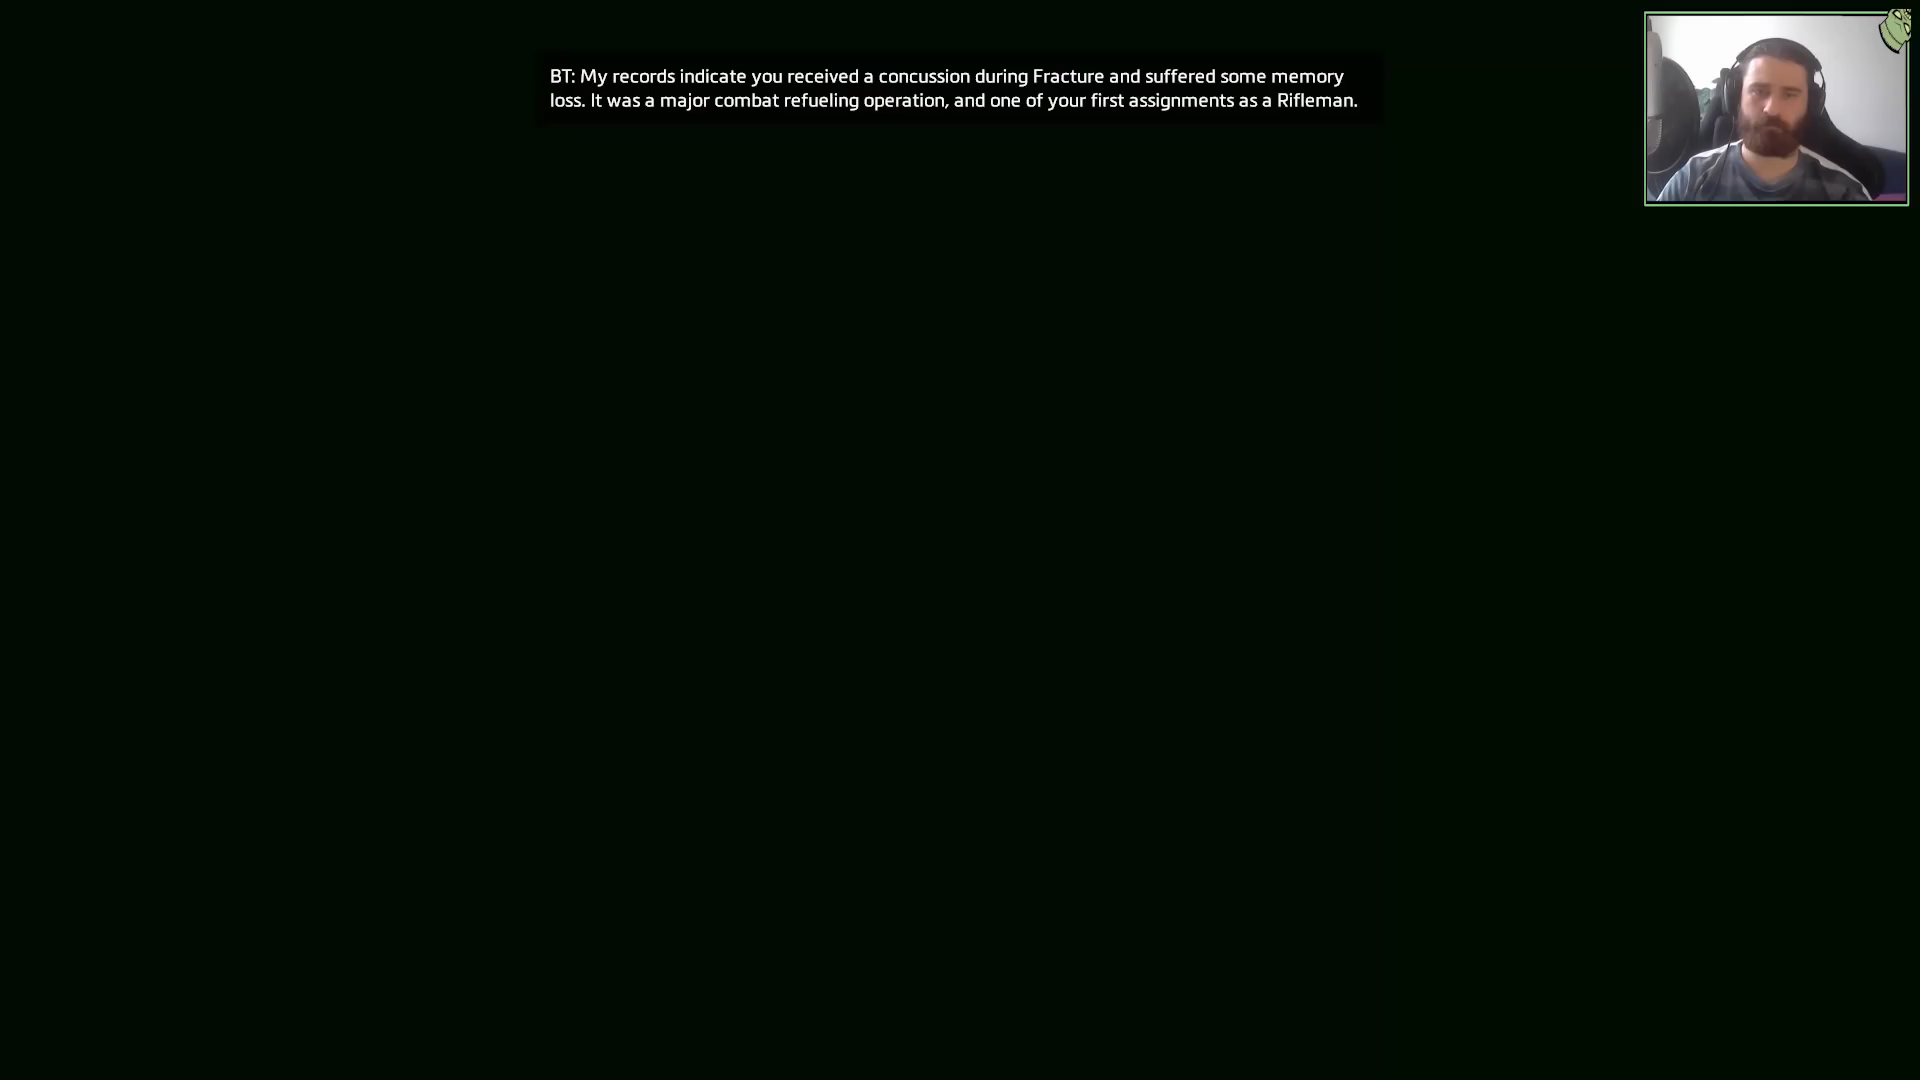 BT: My records indicate you received a concussion during Fracture and suffered some memory
loss. It was a major combat refueling operation, and one of your first assignments as a Rifleman.